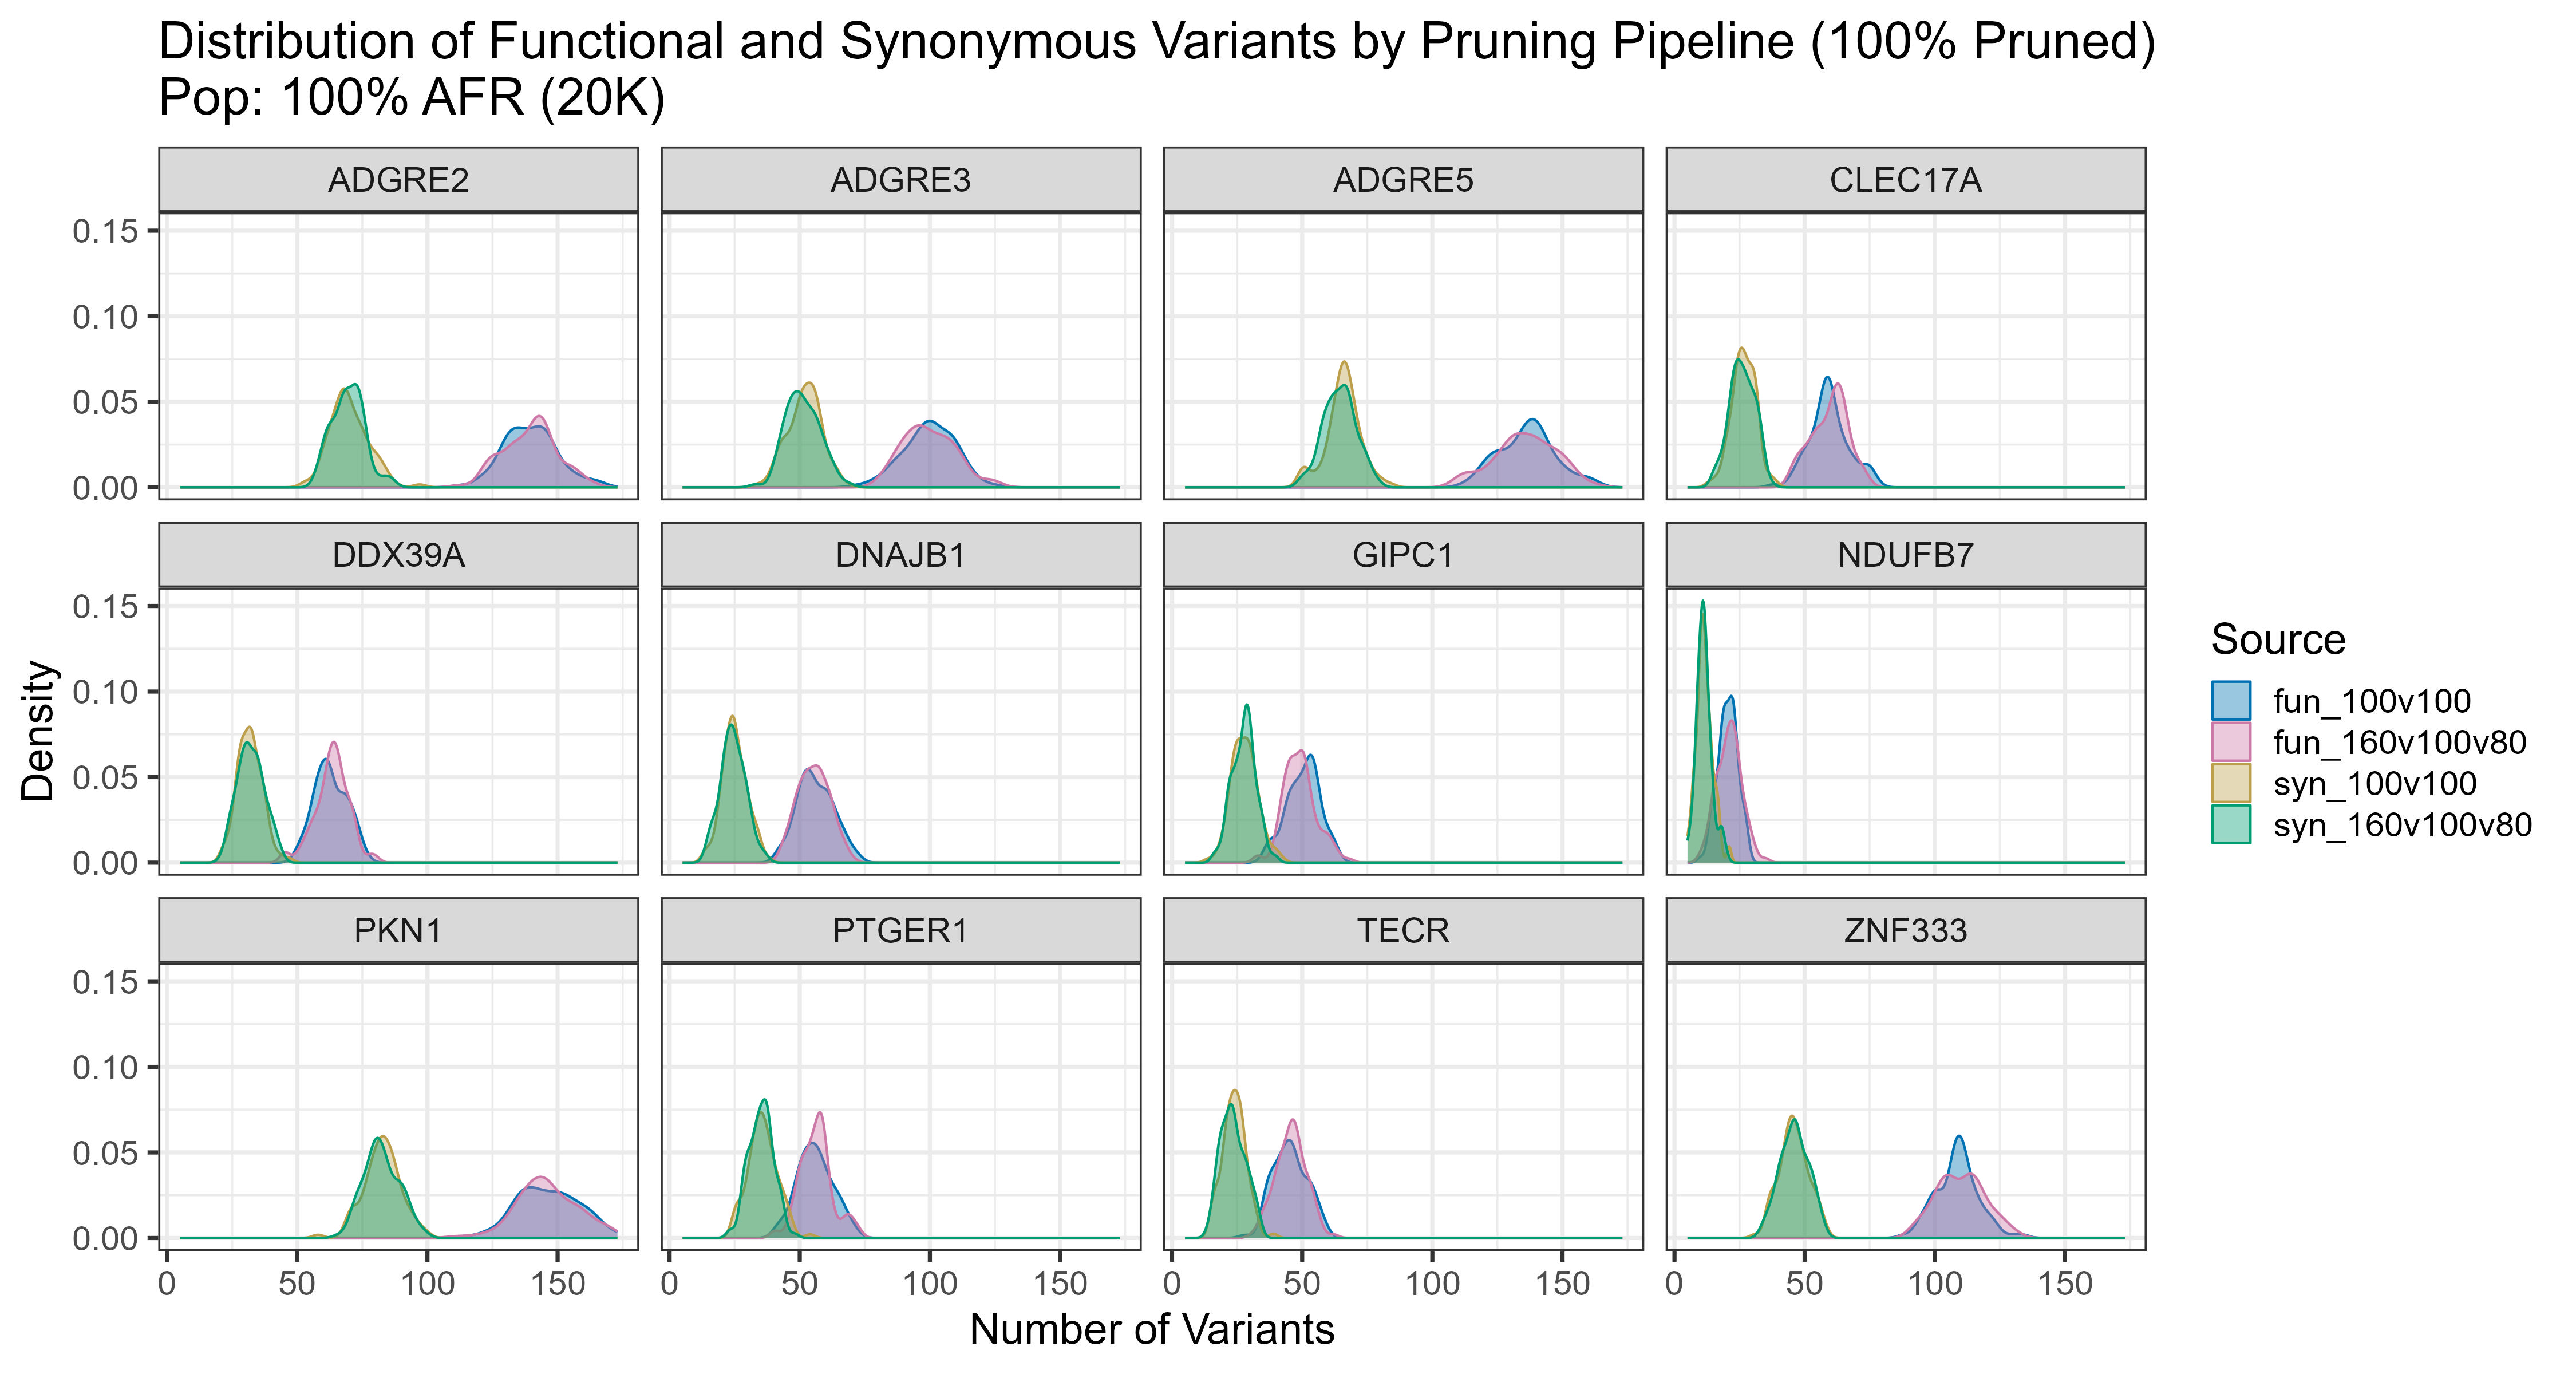 Distribution of Functional and Synonymous Variants by Pruning Pipeline (100% Pruned)
Pop: 100% AFR (20K)
ADGRE2 ADGRE3 ADGRE5 CLEC17A
0.15
0.10
0.05
0.00
DDX39A DNAJB1 GIPC1 NDUFB7
0.15
0.10
0.05
0.00
Density
Source
fun_100v100
fun_160v100v80
syn_100v100
syn_160v100v80
PKN1 PTGER1 TECR ZNF333
0.15
0.10
0.05
0.00
0 50 100 150 0 50 100 150 0 50 100 150 0 50 100 150
Number of Variants